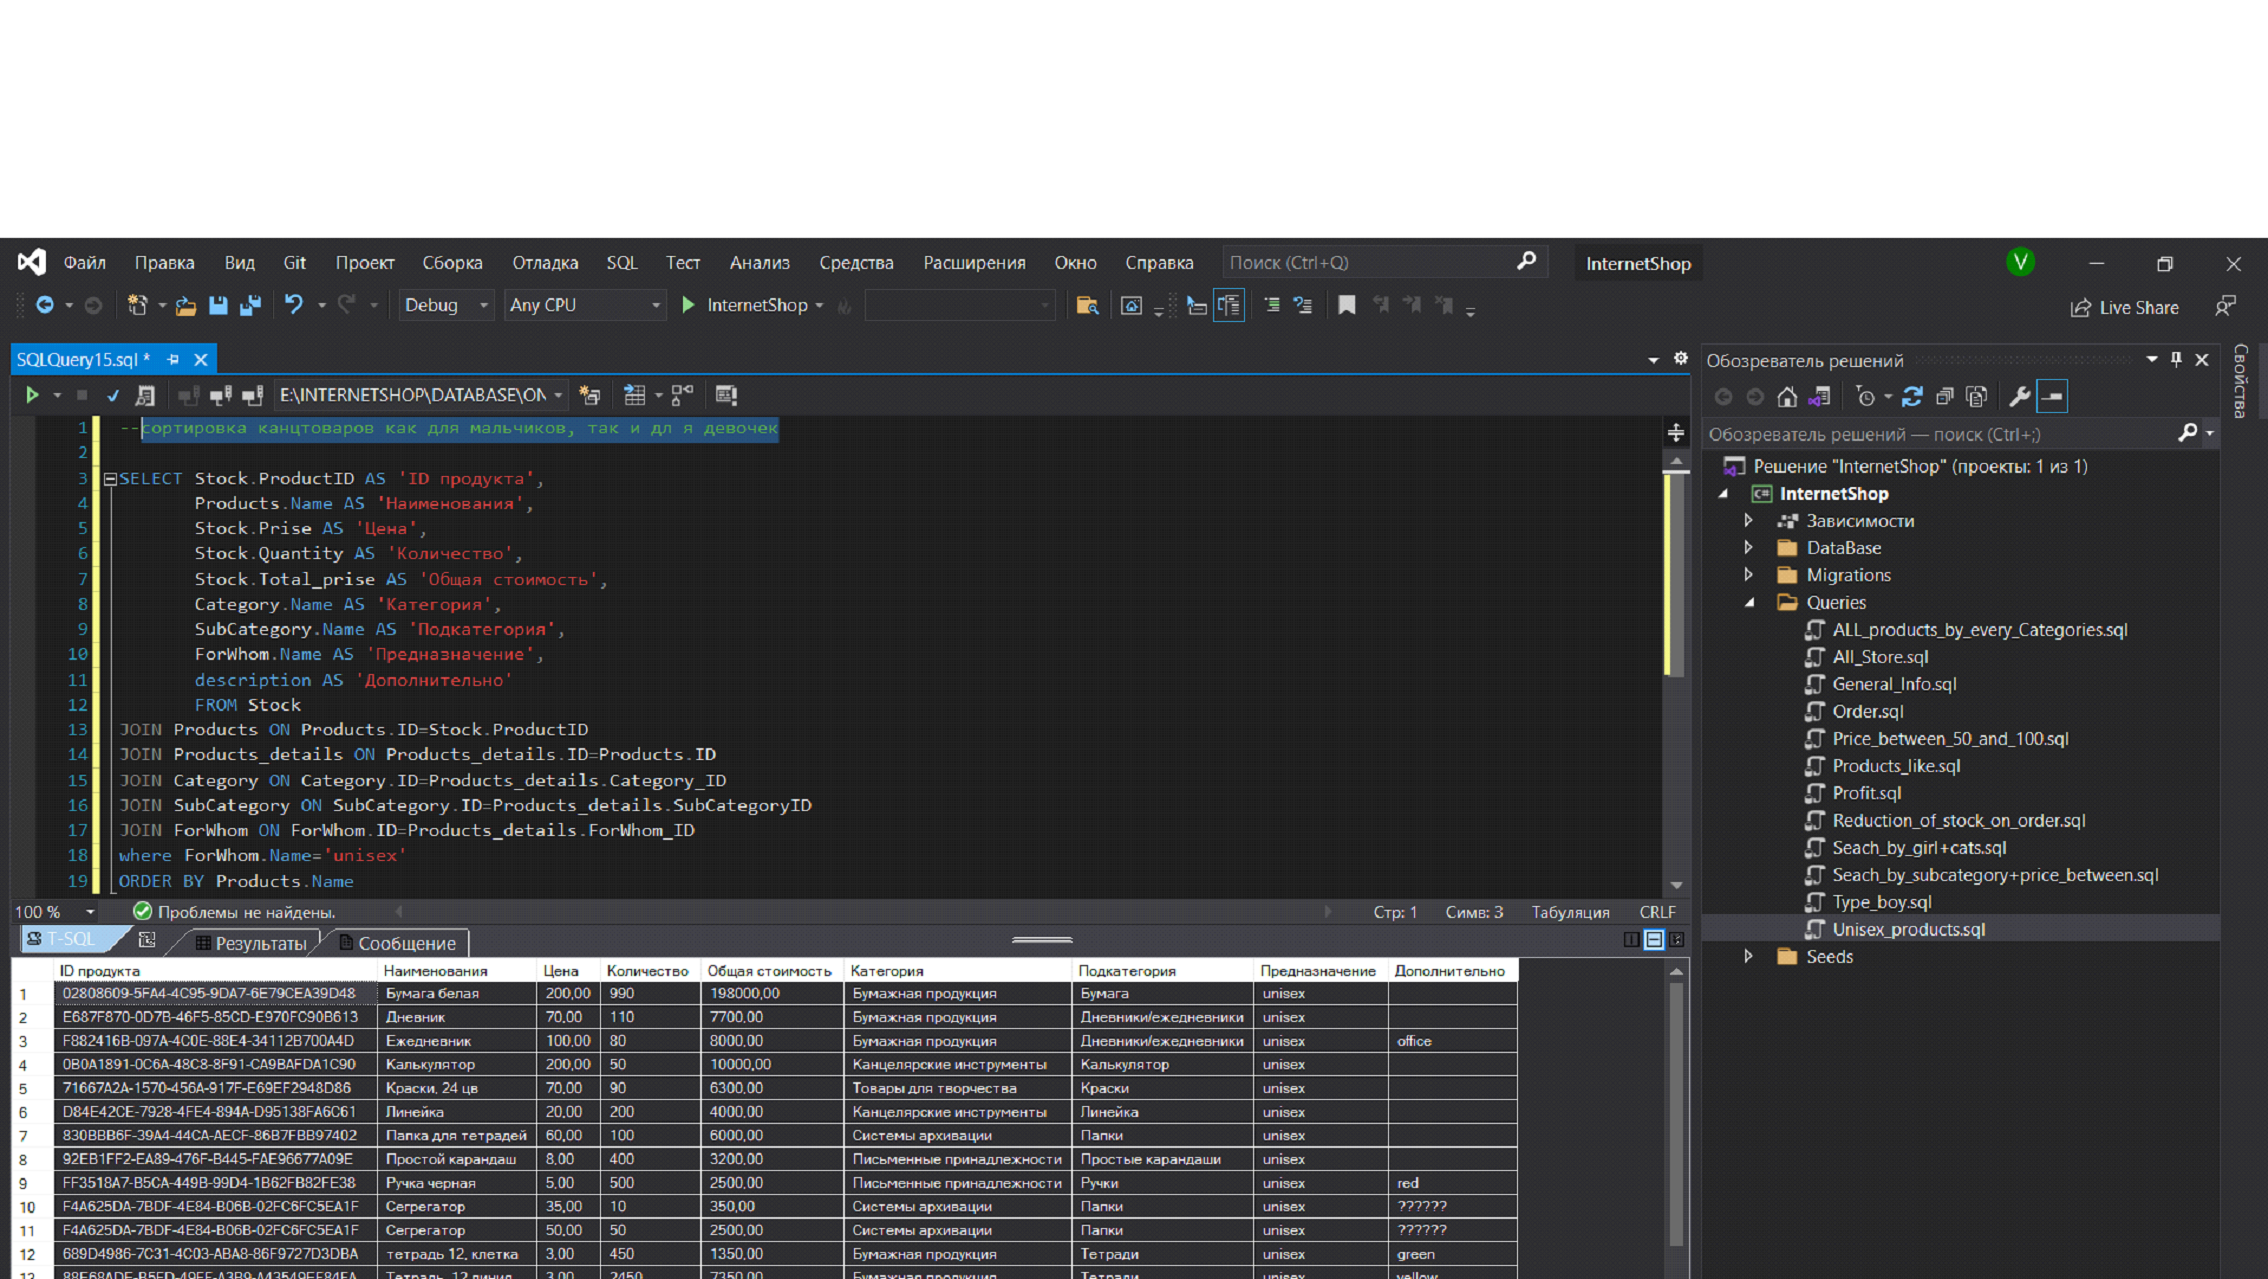 Файл Правка Вид Git Проект Сборка Отладка SQL Тест Анализ Средства Расширения Окно Справка Поиск (Ctrl+Q) InternetShop V
Debug Any CPU InternetShop Live Share
SQLQuery15.sql *
E:\INTERNETSHOP\DATABASE\ON
1 --сортировка канцтоваров как для мальчиков, так и дл я девочек
2
3 SELECT Stock.ProductID AS 'ID продукта',
4 Products.Name AS 'Наименования',
5 Stock.Prise AS 'Цена',
6 Stock.Quantity AS 'Количество',
7 Stock.Total_prise AS 'Общая стоимость',
8 Category.Name AS 'Категория',
9 SubCategory.Name AS 'Подкатегория',
10 ForWhom.Name AS 'Предназначение',
11 description AS 'Дополнительно'
12 FROM Stock
13 JOIN Products ON Products.ID=Stock.ProductID
14 JOIN Products_details ON Products_details.ID=Products.ID
15 JOIN Category ON Category.ID=Products_details.Category_ID
16 JOIN SubCategory ON SubCategory.ID=Products_details.SubCategoryID
17 JOIN ForWhom ON ForWhom.ID=Products_details.ForWhom_ID
18 where ForWhom.Name='unisex'
19 ORDER BY Products.Name
100 % Проблемы не найдены. Стр: 1 Симв: 3 Табуляция CRLF
T-SQL Результаты Сообщение
ID продукта Наименования Цена Количество Общая стоимость Категория Подкатегория Предназначение Дополнительно
1 02808609-5FA4-4C95-9DA7-6E79CEA39D48 Бумага белая 200,00 990 198000,00 Бумажная продукция Бумага unisex
2 E687F870-0D7B-46F5-85CD-E970FC90B613 Дневник 70,00 110 7700,00 Бумажная продукция Дневники/ежедневники unisex
3 F882416B-097A-4C0E-88E4-34112B700A4D Ежедневник 100,00 80 8000,00 Бумажная продукция Дневники/ежедневники unisex office
4 0B0A1891-0C6A-48C8-8F91-CA9BAFDA1C90 Калькулятор 200,00 50 10000,00 Канцелярские инструменты Калькулятор unisex
5 71667A2A-1570-456A-917F-E69EF2948D86 Краски, 24 цв 70,00 90 6300,00 Товары для творчества Краски unisex
6 D84E42CE-7928-4FE4-894A-D95138FA6C61 Линейка 20,00 200 4000,00 Канцелярские инструменты Линейка unisex
7 830BBB6F-39A4-44CA-AECF-86B7FBB97402 Папка для тетрадей 60,00 100 6000,00 Системы архивации Папки unisex
8 92EB1FF2-EA89-476F-B445-FAE96677A09E Простой карандаш 8,00 400 3200,00 Письменные принадлежности Простые карандаши unisex
9 FF3518A7-B5CA-449B-99D4-1B62FB82FE38 Ручка черная 5,00 500 2500,00 Письменные принадлежности Ручки unisex red
10 F4A625DA-7BDF-4E84-B06B-02FC6FC5EA1F Сегрегатор 35,00 10 350,00 Системы архивации Папки unisex ??????
11 F4A625DA-7BDF-4E84-B06B-02FC6FC5EA1F Сегрегатор 50,00 50 2500,00 Системы архивации Папки unisex ??????
12 689D4986-7C31-4C03-ABA8-86F9727D3DBA тетрадь 12, клетка 3,00 450 1350,00 Бумажная продукция Тетради unisex green
Обозреватель решений
Обозреватель решений — поиск (Ctrl+;)
Решение "InternetShop" (проекты: 1 из 1)
InternetShop
Зависимости
DataBase
Migrations
Queries
ALL_products_by_every_Categories.sql
All_Store.sql
General_Info.sql
Order.sql
Price_between_50_and_100.sql
Products_like.sql
Profit.sql
Reduction_of_stock_on_order.sql
Seach_by_girl+cats.sql
Seach_by_subcategory+price_between.sql
Type_boy.sql
Unisex_products.sql
Seeds
Свойства